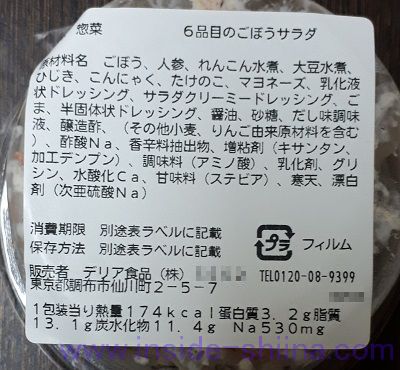 惣菜 6品目のごぼうサラダ
原材料名 ごぼう、人参、れんこん水煮、大豆水煮、
ひじき、こんにゃく、たけのこ、マヨネーズ、乳化液
状ドレッシング、サラダクリーミードレッシング、ご
ま、半固体状ドレッシング、醤油、砂糖、だし味調味
液、醸造酢、(その他小麦、りんご由来原材料を含む
)、酢酸Na、香辛料抽出物、増粘剤(キサンタン、
加工デンプン)、調味料(アミノ酸)、乳化剤、グリ
シン、水酸化Ca、甘味料(ステビア)、寒天、漂白
剤(次亜硫酸Na)
消費期限 別途表ラベルに記載
保存方法 別途表ラベルに記載
プラ フィルム
販売者 デリア食品(株) TEL0120-08-9399
東京都調布市仙川町2-5-7
1包装当り熱量174kcal蛋白質3.2g脂質
13.1g炭水化物11.4g Na530mg
www.inside-shiina.com